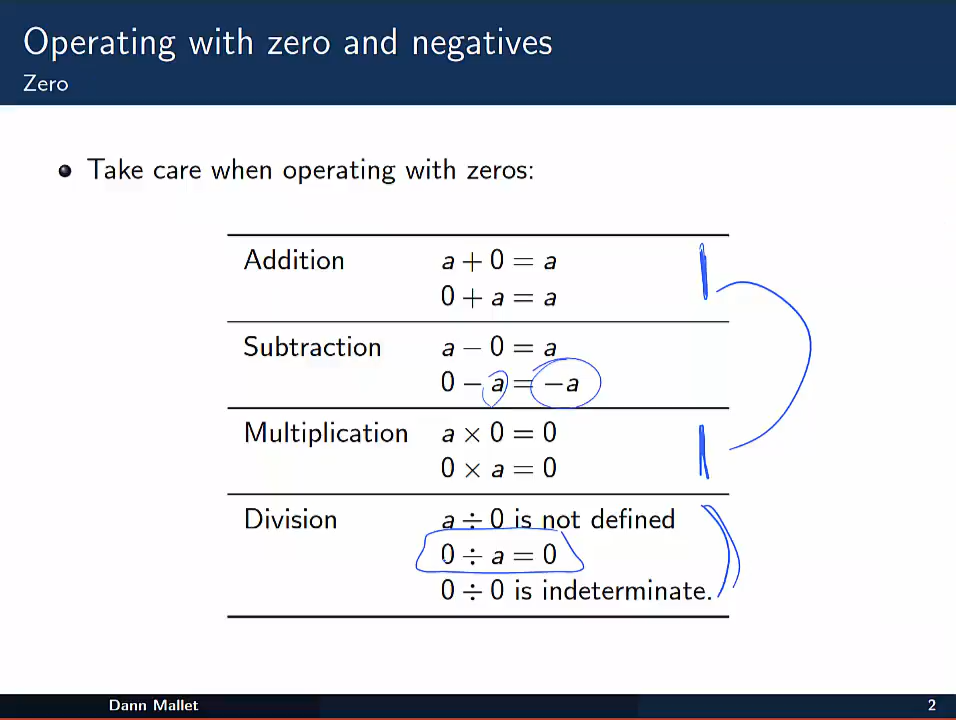 Operating with zero and negatives
Zero
Take care when operating with zeros:
Addition a + 0 = a
0 + a = a
Subtraction a − 0 = a
0 − a = −a
Multiplication a × 0 = 0
0 × a = 0
Division a ÷ 0 is not defined
0 ÷ a = 0
0 ÷ 0 is indeterminate.
Dann Mallet 2